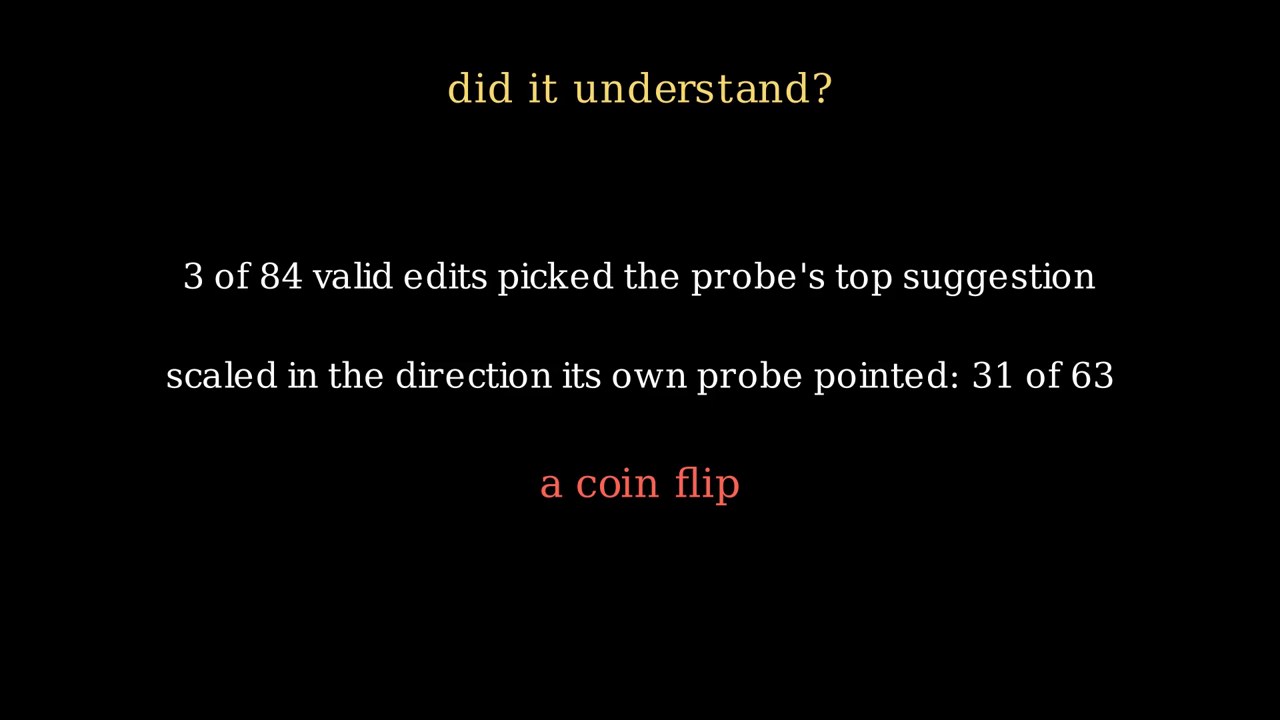 did it understand?
3 of 84 valid edits picked the probe's top suggestion
scaled in the direction its own probe pointed: 31 of 63
a coin flip